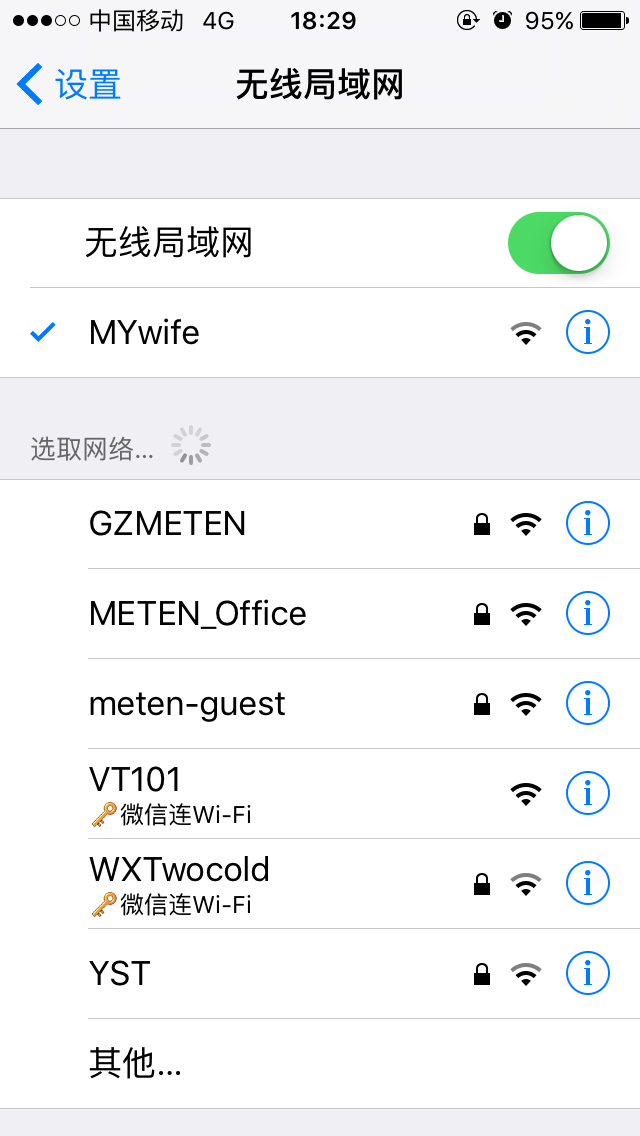 中国移动 4G 18:29 95%
设置 无线局域网
无线局域网
MYwife
选取网络...
GZMETEN
METEN_Office
meten-guest
VT101
微信连Wi-Fi
WXTwocold
微信连Wi-Fi
YST
其他...